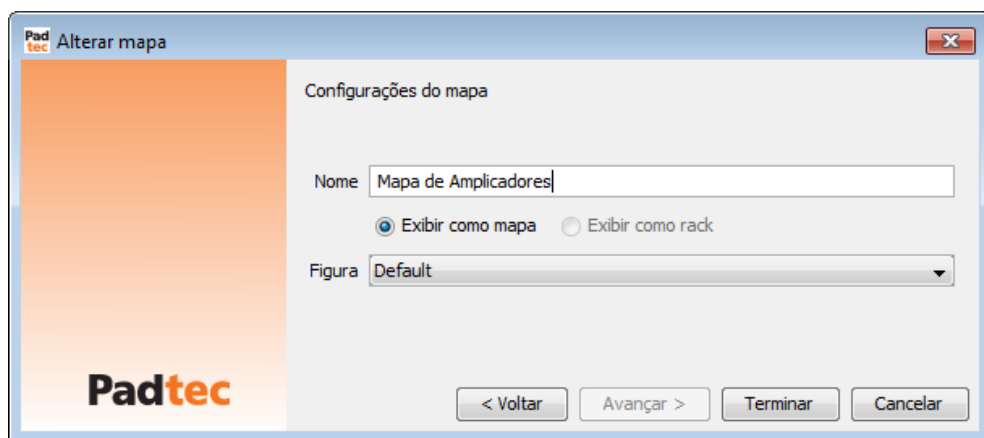 Pad
tec Alterar mapa
Configurações do mapa
Nome Mapa de Amplicadores
Exibir como mapa Exibir como rack
Figura Default
Padtec
< Voltar Avançar > Terminar Cancelar